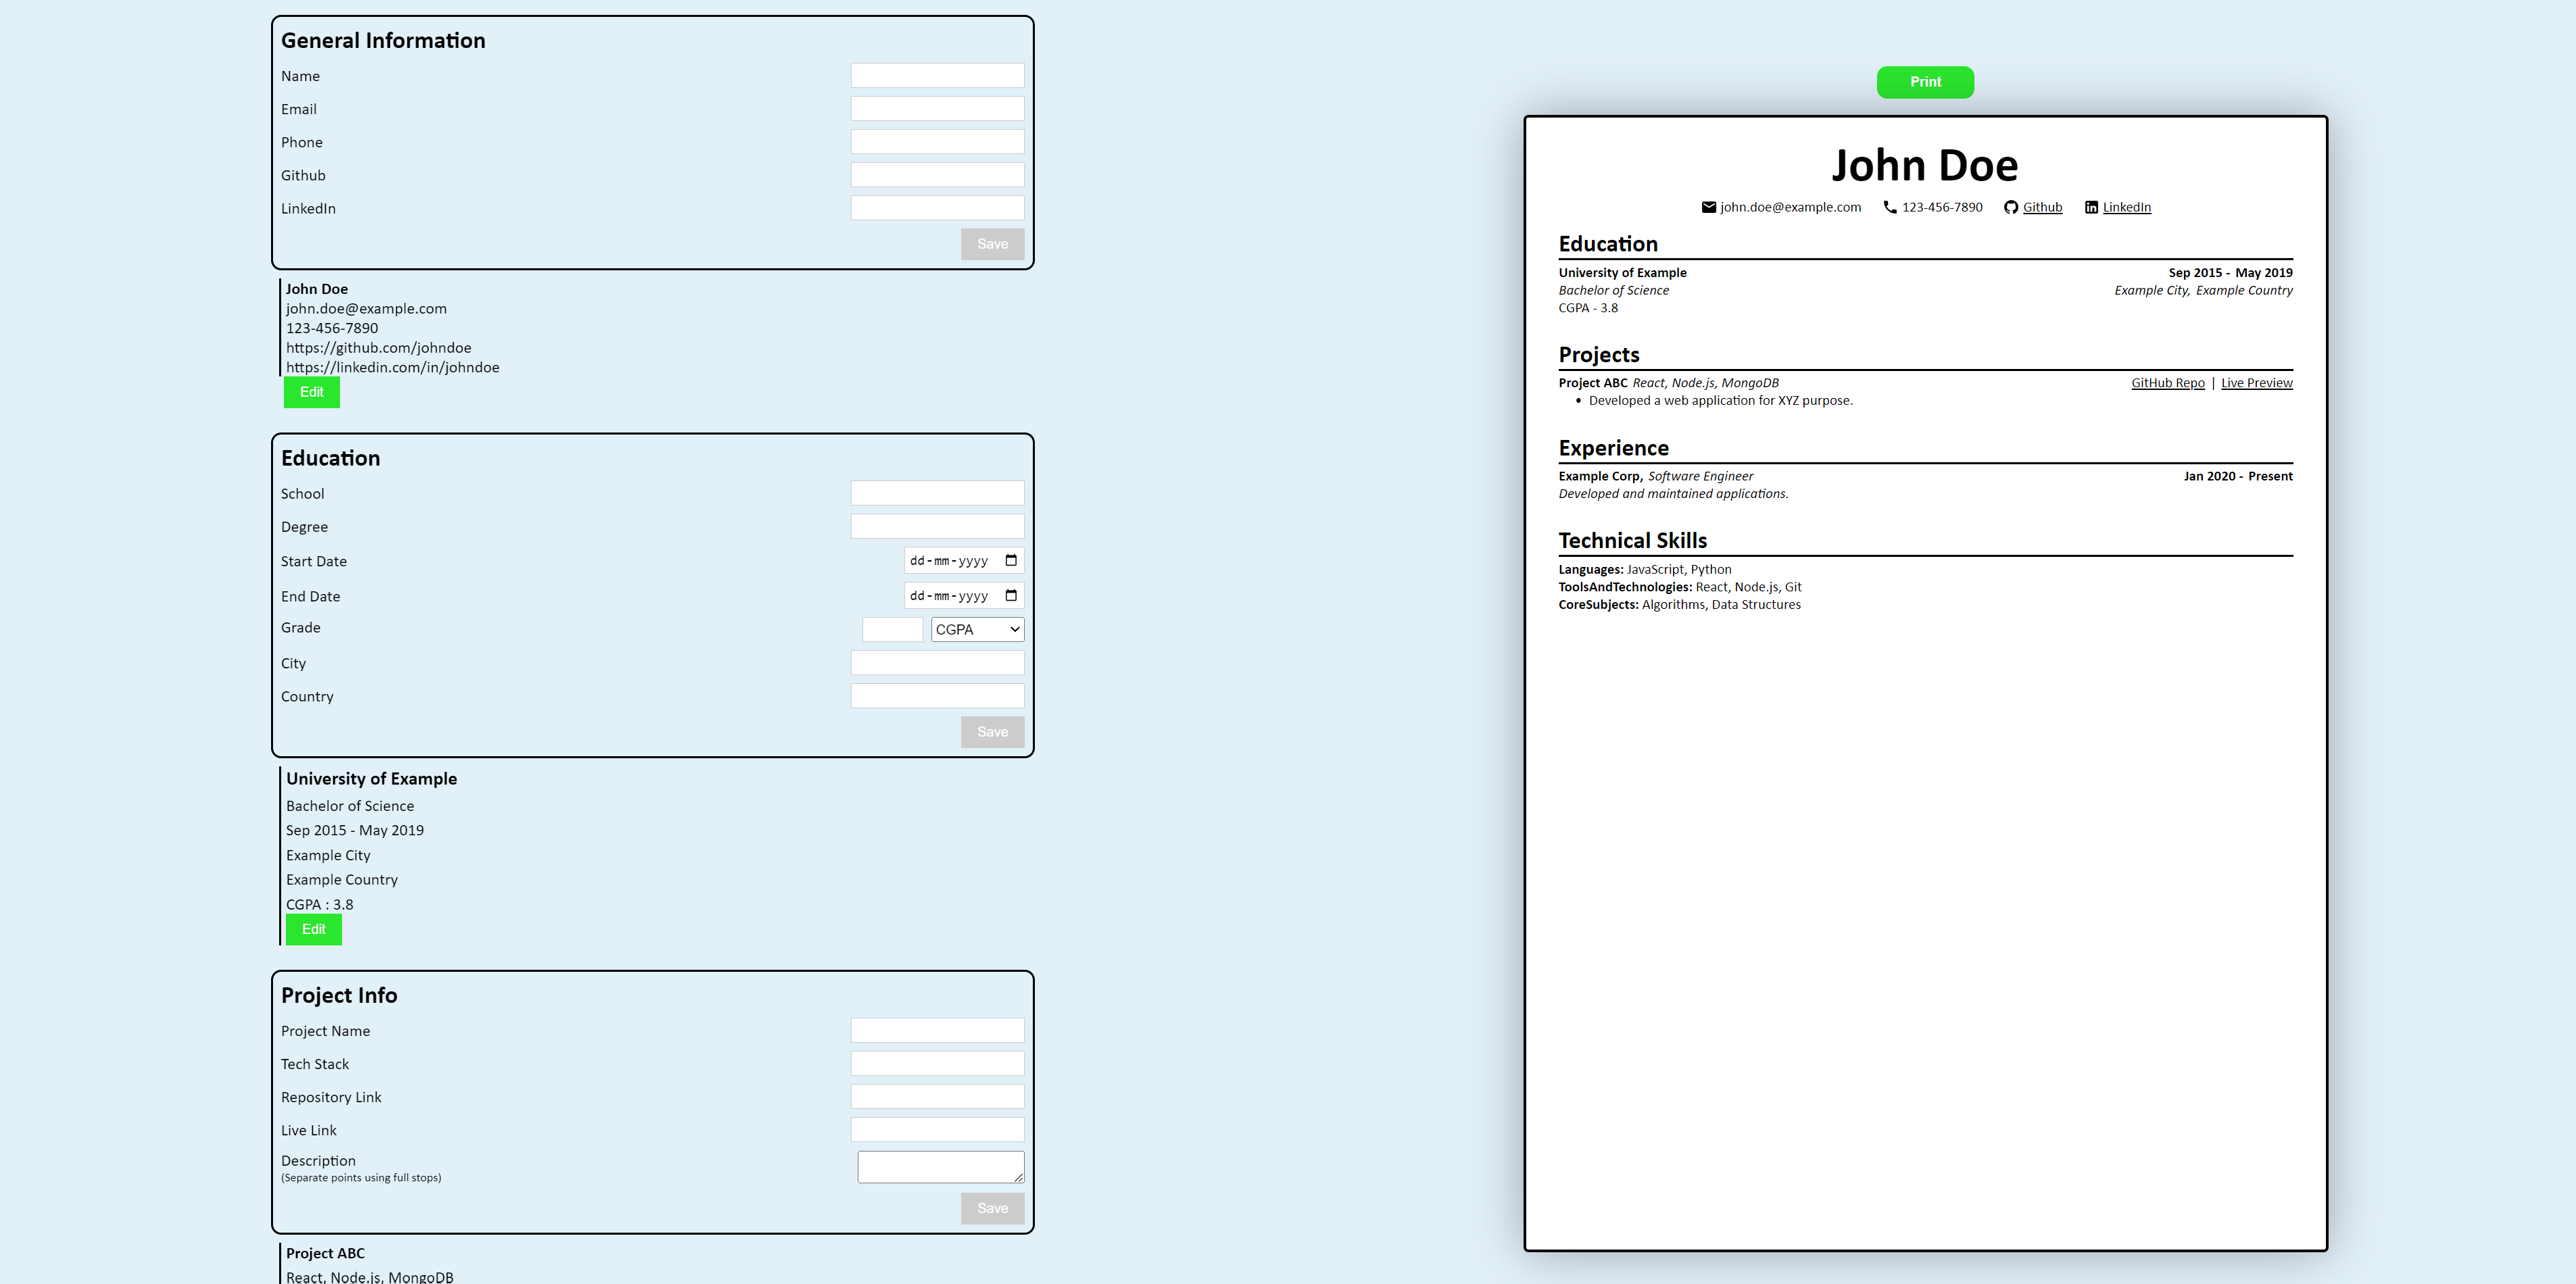 General Information
Name
Email
Phone
Github
LinkedIn
Save
John Doe
john.doe@example.com
123-456-7890
https://github.com/johndoe
https://linkedin.com/in/johndoe
Edit
Education
School
Degree
Start Date dd-mm-yyyy
End Date dd-mm-yyyy
Grade CGPA
City
Country
Save
University of Example
Bachelor of Science
Sep 2015 - May 2019
Example City
Example Country
CGPA : 3.8
Edit
Project Info
Project Name
Tech Stack
Repository Link
Live Link
Description
(Separate points using full stops)
Save
Project ABC
React, Node.js, MongoDB
Print
John Doe
john.doe@example.com 123-456-7890 Github LinkedIn
Education
University of Example Sep 2015 - May 2019
Bachelor of Science Example City, Example Country
CGPA - 3.8
Projects
Project ABC React, Node.js, MongoDB GitHub Repo | Live Preview
• Developed a web application for XYZ purpose.
Experience
Example Corp, Software Engineer Jan 2020 - Present
Developed and maintained applications.
Technical Skills
Languages: JavaScript, Python
ToolsAndTechnologies: React, Node.js, Git
CoreSubjects: Algorithms, Data Structures